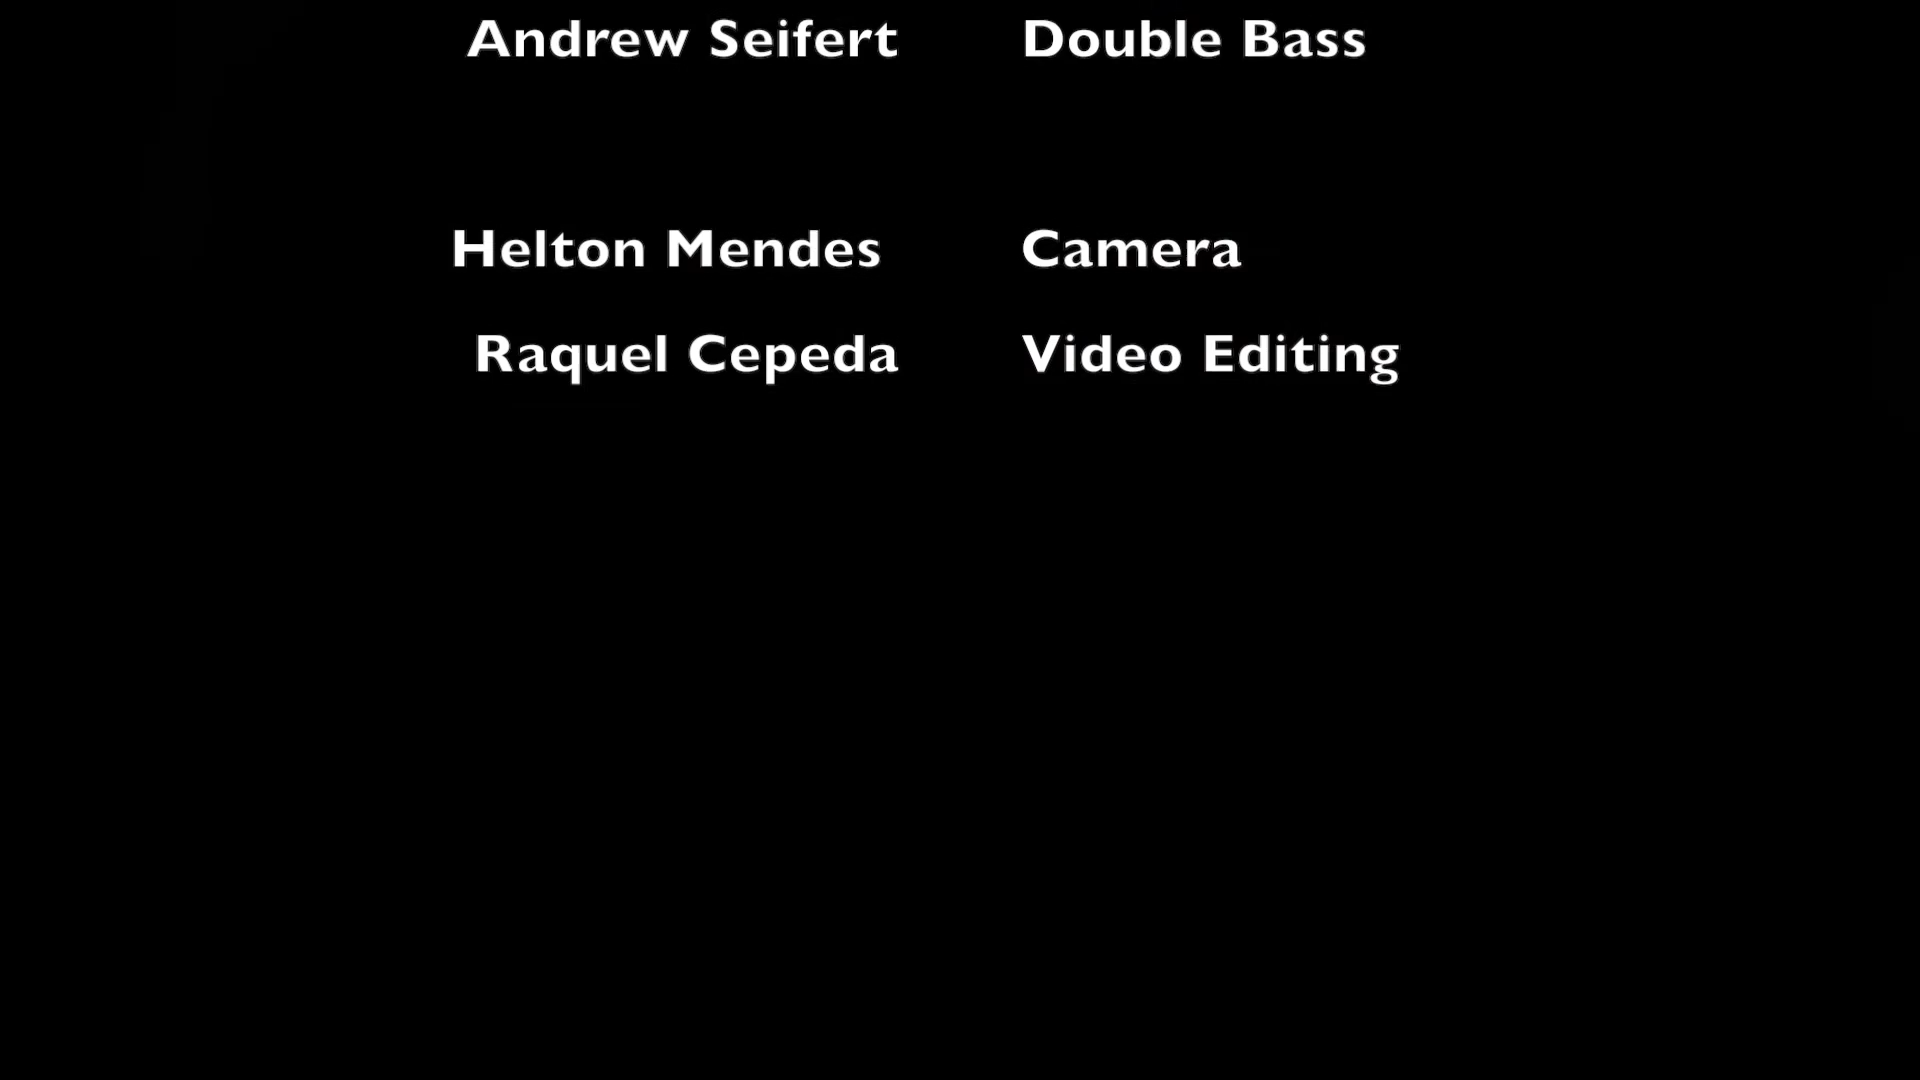 Andrew Seifert Double Bass
Helton Mendes Camera
Raquel Cepeda Video Editing